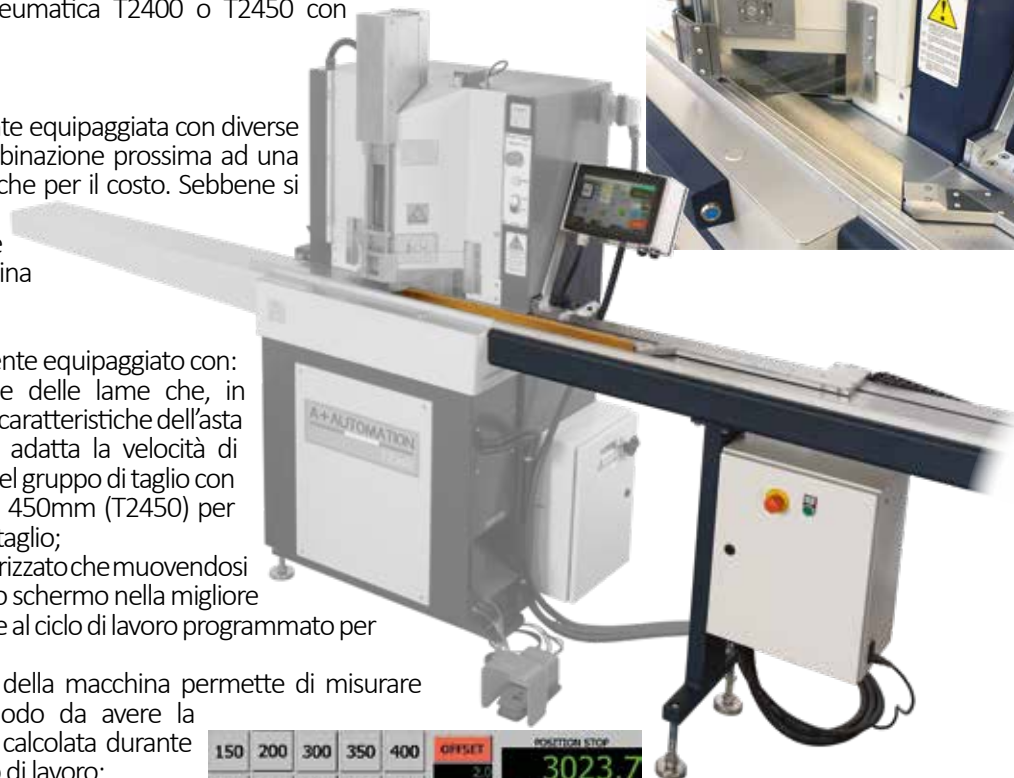 eumatica T2400 o T2450 con
te equipaggiata con diverse
binazione prossima ad una
che per il costo. Sebbene si
e
ina
ente equipaggiato con:
e delle lame che, in
caratteristiche dell'asta
adatta la velocità di
el gruppo di taglio con
450mm (T2450) per
taglio;
rizzato che muovendosi
o schermo nella migliore
e al ciclo di lavoro programmato per
della macchina permette di misurare
odo da avere la
calcolata durante
o di lavoro;
A+AUTOMATION
150 200 300 350 400 OFFSET POSITION STOP
2.0 3023.7